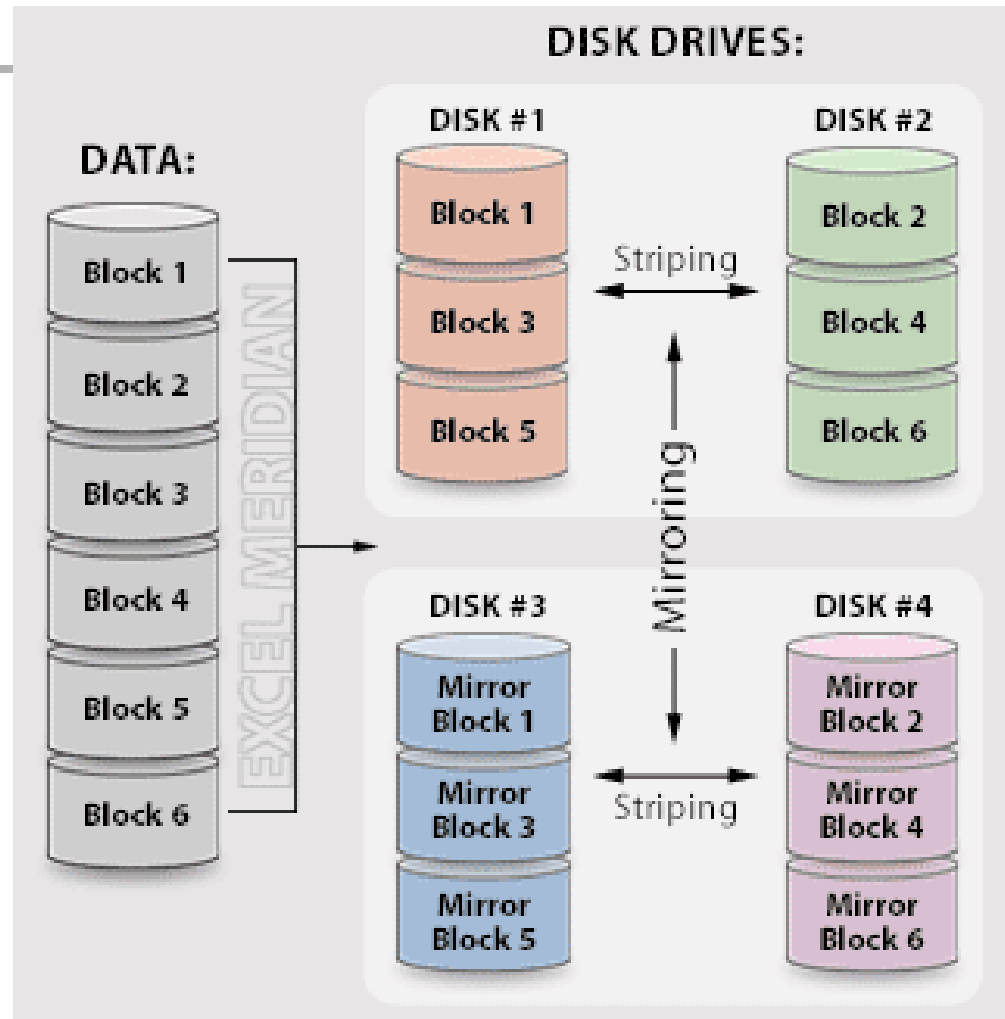 DISK DRIVES:
DATA:
Block 1
Block 2
Block 3
Block 4
Block 5
Block 6
EXCEL MERIDIAN
DISK #1
Block 1
Block 3
Block 5
Striping
DISK #2
Block 2
Block 4
Block 6
Mirroring
DISK #3
Mirror
Block 1
Mirror
Block 3
Mirror
Block 5
Striping
DISK #4
Mirror
Block 2
Mirror
Block 4
Mirror
Block 6